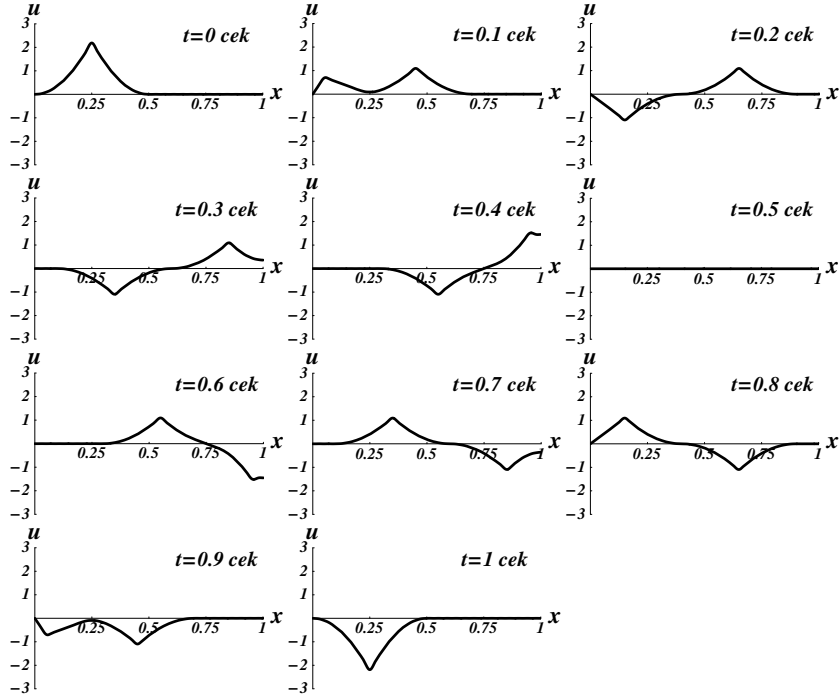 u
3
t=0 cek
2
1
x
0.25 0.5 0.75 1
−1
−2
−3
u
3
t=0.1 cek
2
1
x
0.25 0.5 0.75 1
−1
−2
−3
u
3
t=0.2 cek
2
1
x
0.25 0.5 0.75 1
−1
−2
−3
u
3
t=0.3 cek
2
1
x
0.25 0.5 0.75 1
−1
−2
−3
u
3
t=0.4 cek
2
1
x
0.25 0.5 0.75 1
−1
−2
−3
u
3
t=0.5 cek
2
1
x
0.25 0.5 0.75 1
−1
−2
−3
u
3
t=0.6 cek
2
1
x
0.25 0.5 0.75 1
−1
−2
−3
u
3
t=0.7 cek
2
1
x
0.25 0.5 0.75 1
−1
−2
−3
u
3
t=0.8 cek
2
1
x
0.25 0.5 0.75 1
−1
−2
−3
u
3
t=0.9 cek
2
1
x
0.25 0.5 0.75 1
−1
−2
−3
u
3
t=1 cek
2
1
x
0.25 0.5 0.75 1
−1
−2
−3